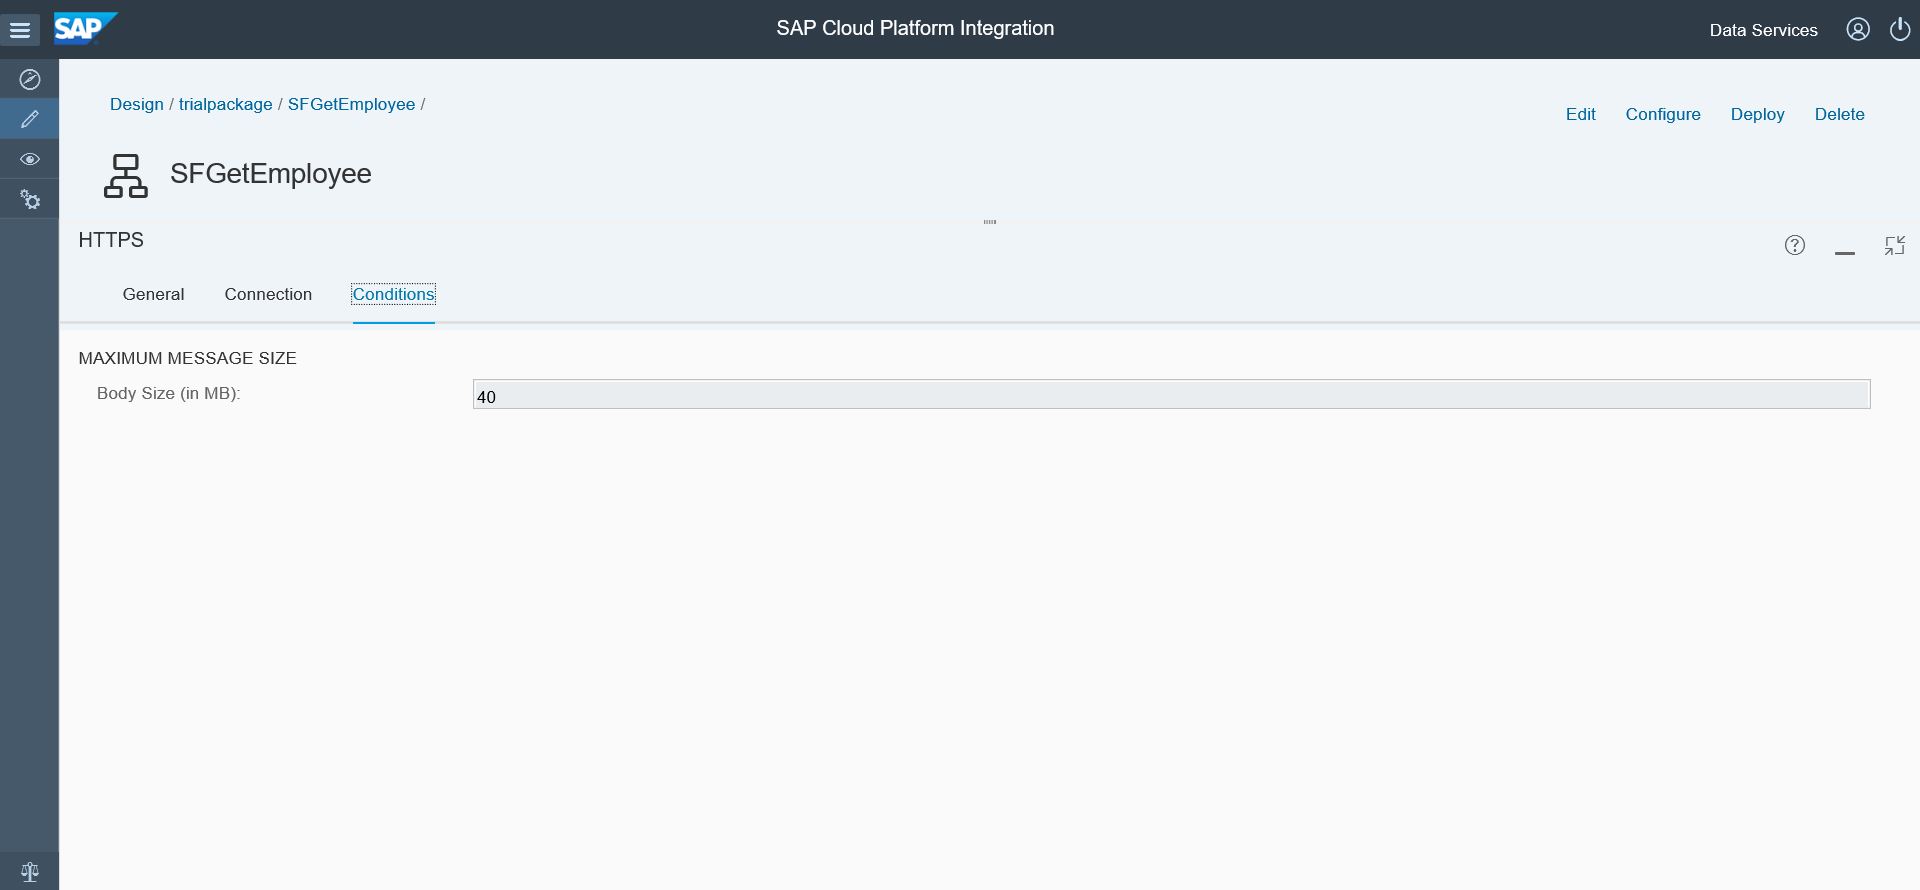 SAP
SAP Cloud Platform Integration
Data Services
Design / trialpackage / SFGetEmployee /
Edit Configure Deploy Delete
SFGetEmployee
HTTPS
General Connection Conditions
MAXIMUM MESSAGE SIZE
Body Size (in MB): 40